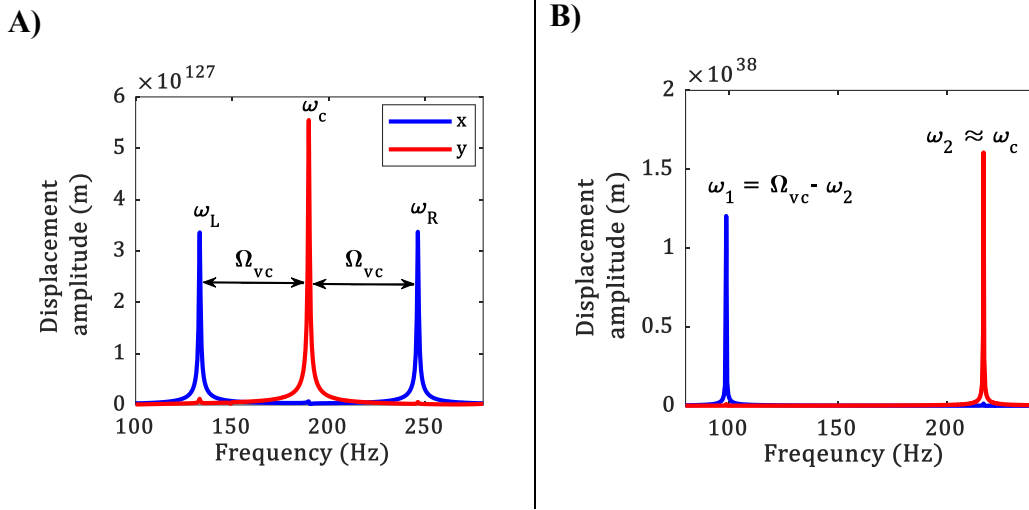 A)
×10^127
6
5
4
3
2
1
0
100
150
200
250
Displacement
amplitude (m)
Frequency (Hz)
ω_c
ω_L
ω_R
Ω_vc
Ω_vc
x
y
B)
×10^38
2
1.5
1
0.5
0
100
150
200
Displacement
amplitude (m)
Freqeuncy (Hz)
ω_1 = Ω_vc - ω_2
ω_2 ≈ ω_c